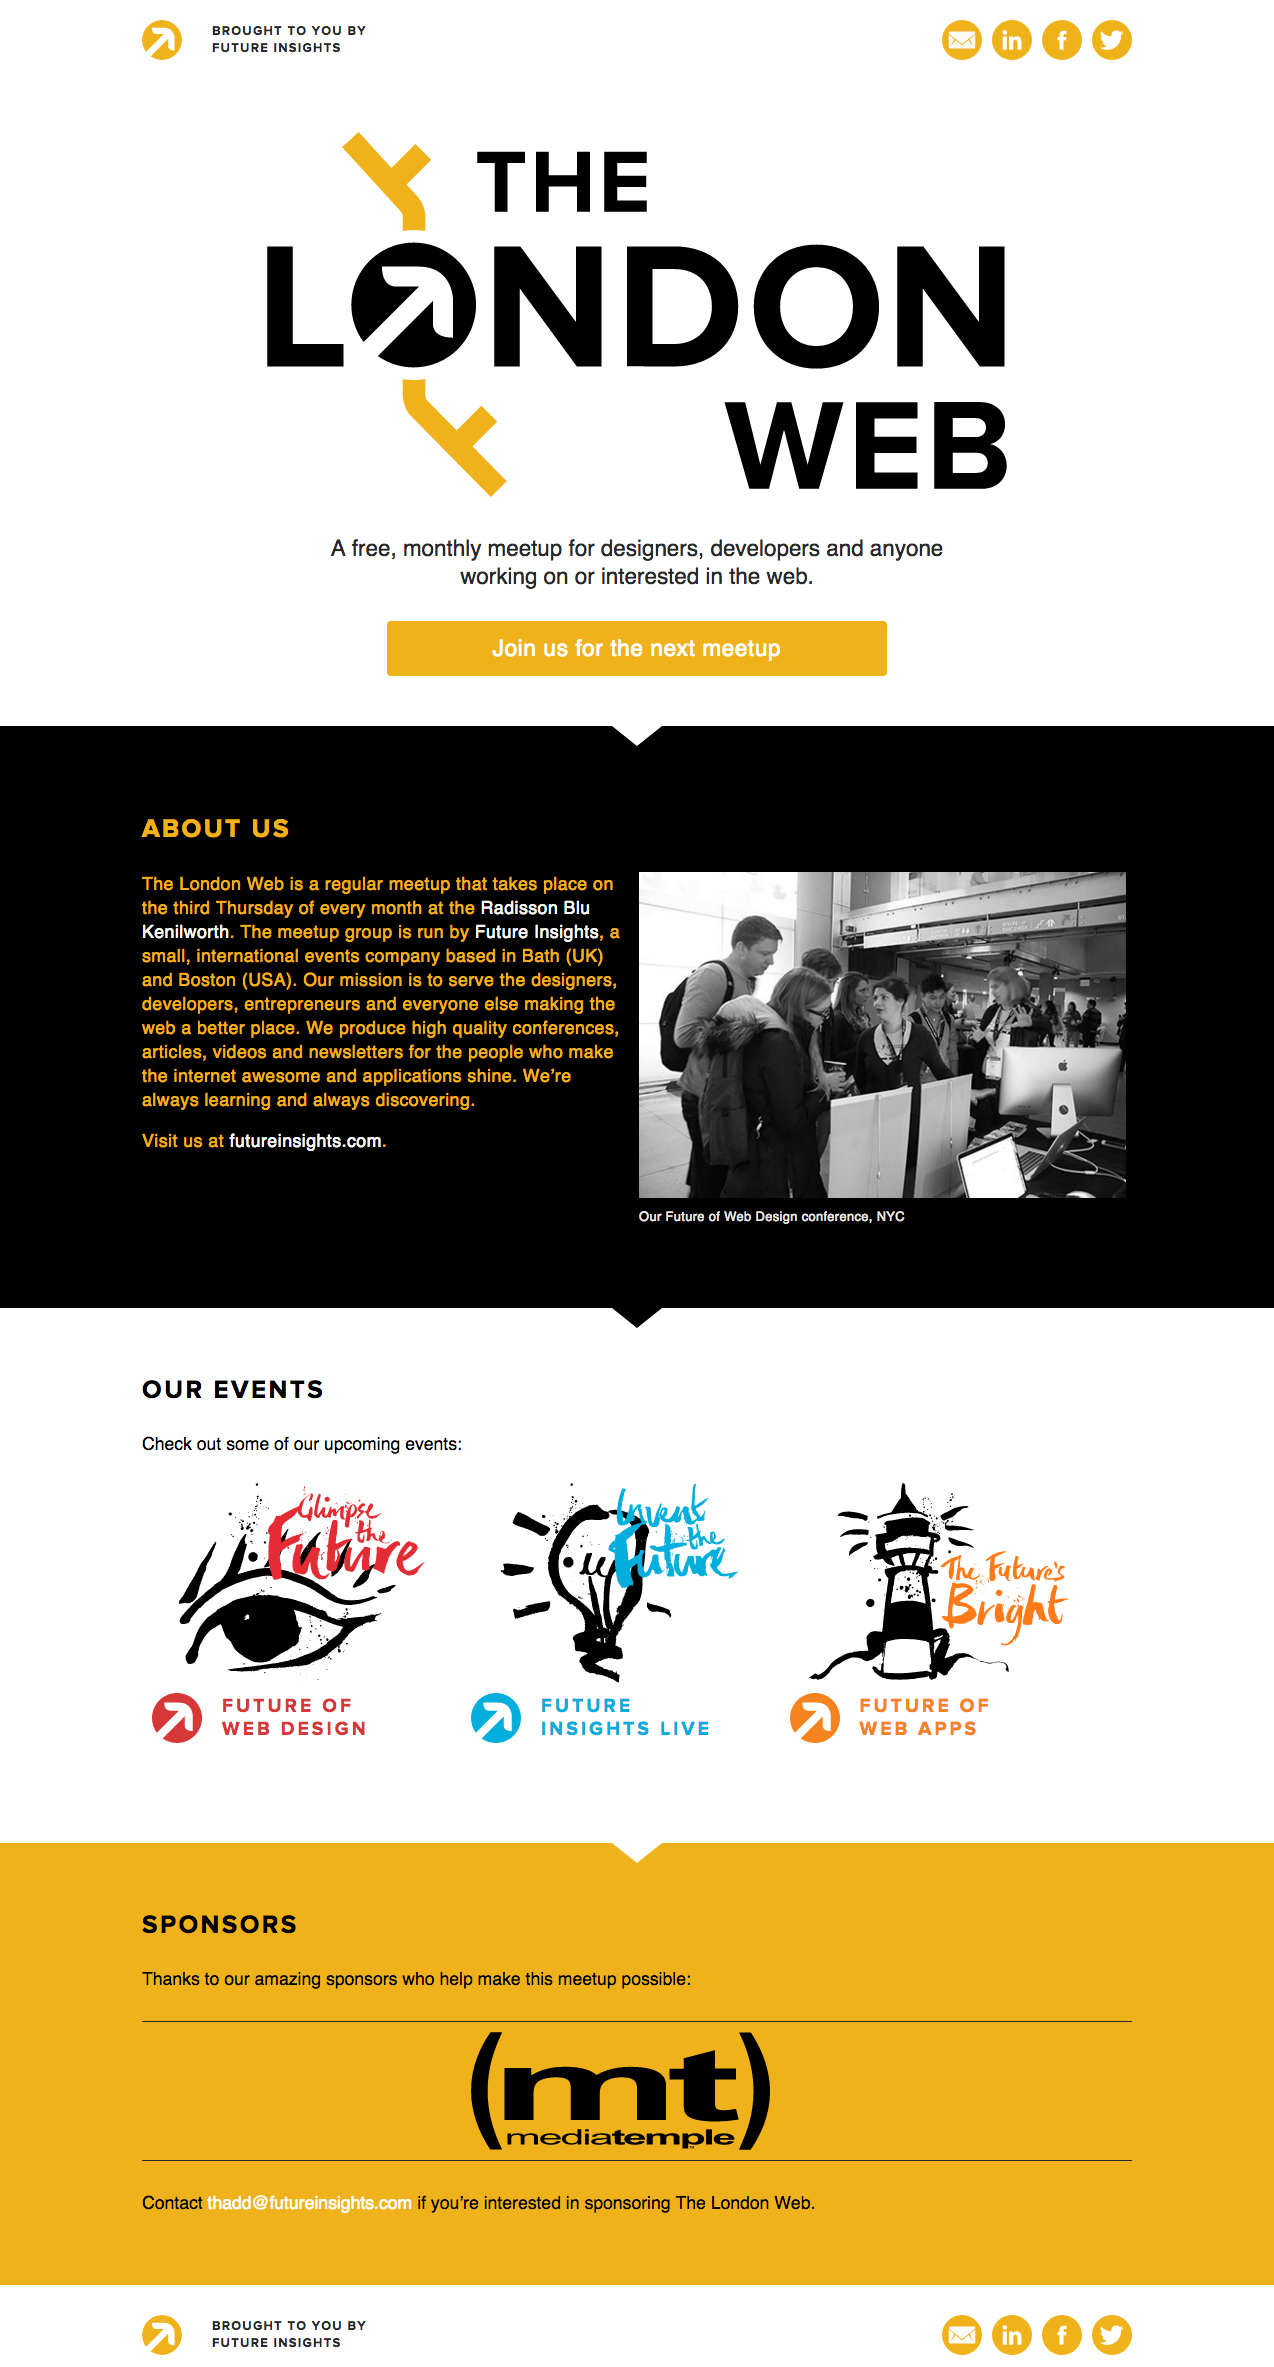 BROUGHT TO YOU BY
FUTURE INSIGHTS
THE
LONDON
WEB
A free, monthly meetup for designers, developers and anyone
working on or interested in the web.
Join us for the next meetup
ABOUT US
The London Web is a regular meetup that takes place on
the third Thursday of every month at the Radisson Blu
Kenilworth. The meetup group is run by Future Insights, a
small, international events company based in Bath (UK)
and Boston (USA). Our mission is to serve the designers,
developers, entrepreneurs and everyone else making the
web a better place. We produce high quality conferences,
articles, videos and newsletters for the people who make
the internet awesome and applications shine. We’re
always learning and always discovering.
Visit us at futureinsights.com.
Our Future of Web Design conference, NYC
OUR EVENTS
Check out some of our upcoming events:
Glimpse
the
Future
Invent
the
Future
The Future's
Bright
FUTURE OF
WEB DESIGN
FUTURE
INSIGHTS LIVE
FUTURE OF
WEB APPS
SPONSORS
Thanks to our amazing sponsors who help make this meetup possible:
(mt)
mediatemple
Contact thadd@futureinsights.com if you’re interested in sponsoring The London Web.
BROUGHT TO YOU BY
FUTURE INSIGHTS